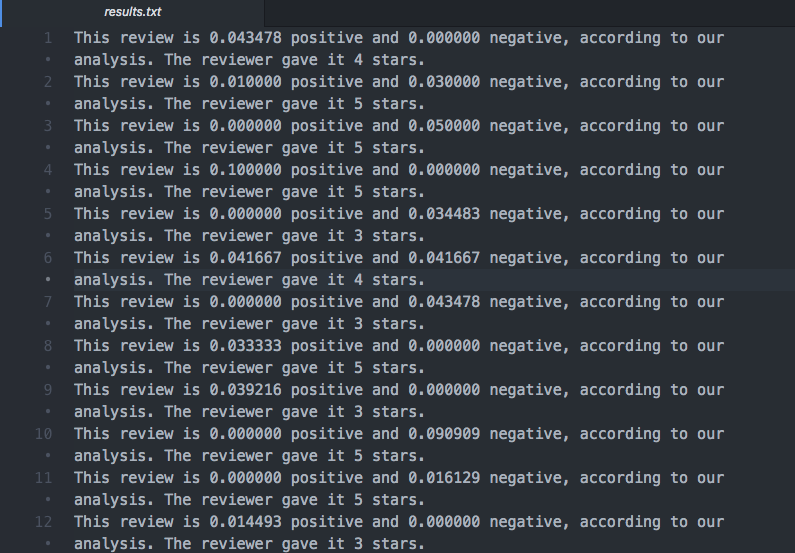 results.txt
1 This review is 0.043478 positive and 0.000000 negative, according to our
• analysis. The reviewer gave it 4 stars.
2 This review is 0.010000 positive and 0.030000 negative, according to our
• analysis. The reviewer gave it 5 stars.
3 This review is 0.000000 positive and 0.050000 negative, according to our
• analysis. The reviewer gave it 5 stars.
4 This review is 0.100000 positive and 0.000000 negative, according to our
• analysis. The reviewer gave it 5 stars.
5 This review is 0.000000 positive and 0.034483 negative, according to our
• analysis. The reviewer gave it 3 stars.
6 This review is 0.041667 positive and 0.041667 negative, according to our
• analysis. The reviewer gave it 4 stars.
7 This review is 0.000000 positive and 0.043478 negative, according to our
• analysis. The reviewer gave it 3 stars.
8 This review is 0.033333 positive and 0.000000 negative, according to our
• analysis. The reviewer gave it 5 stars.
9 This review is 0.039216 positive and 0.000000 negative, according to our
• analysis. The reviewer gave it 3 stars.
10 This review is 0.000000 positive and 0.090909 negative, according to our
• analysis. The reviewer gave it 5 stars.
11 This review is 0.000000 positive and 0.016129 negative, according to our
• analysis. The reviewer gave it 5 stars.
12 This review is 0.014493 positive and 0.000000 negative, according to our
• analysis. The reviewer gave it 3 stars.